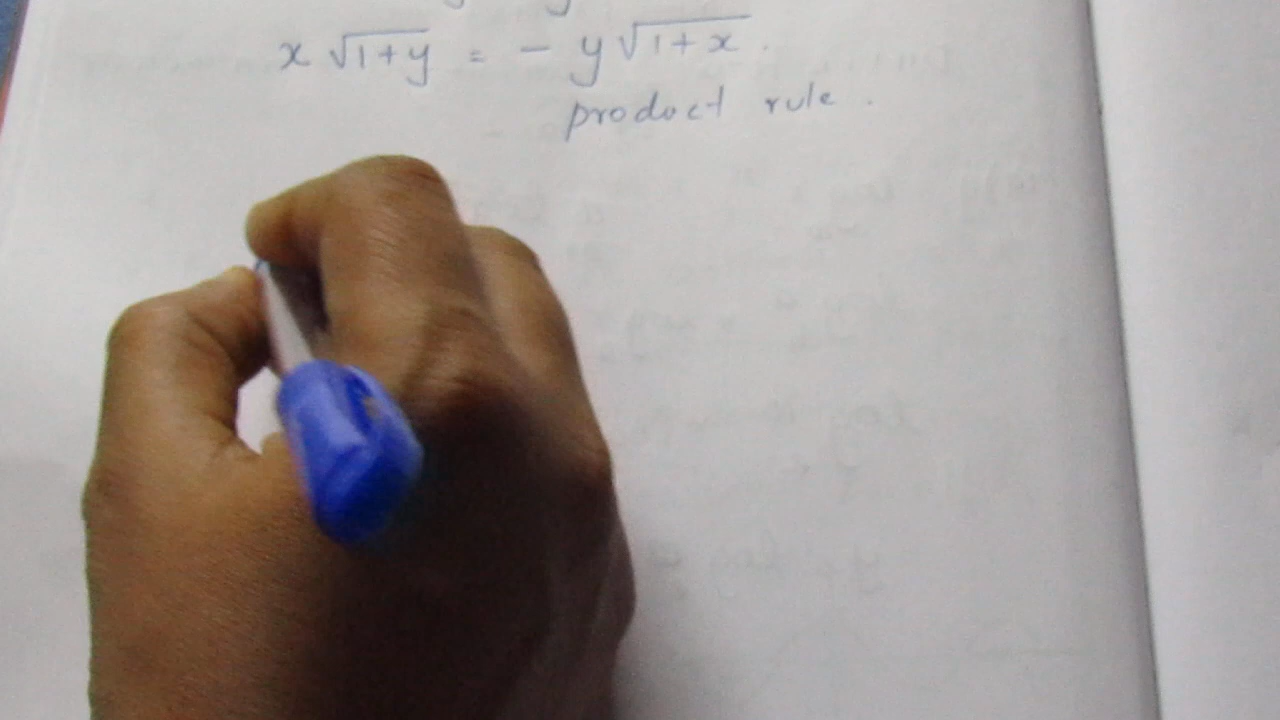 x √1+y = - y √1+x.
product rule.